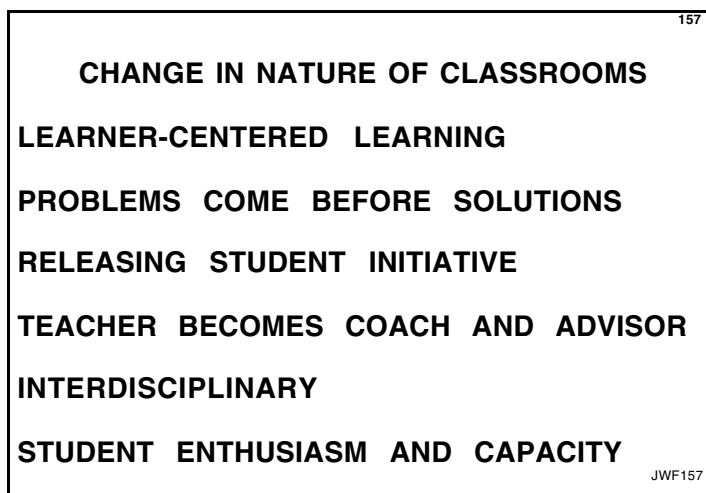 157
CHANGE IN NATURE OF CLASSROOMS
LEARNER-CENTERED LEARNING
PROBLEMS COME BEFORE SOLUTIONS
RELEASING STUDENT INITIATIVE
TEACHER BECOMES COACH AND ADVISOR
INTERDISCIPLINARY
STUDENT ENTHUSIASM AND CAPACITY
JWF157